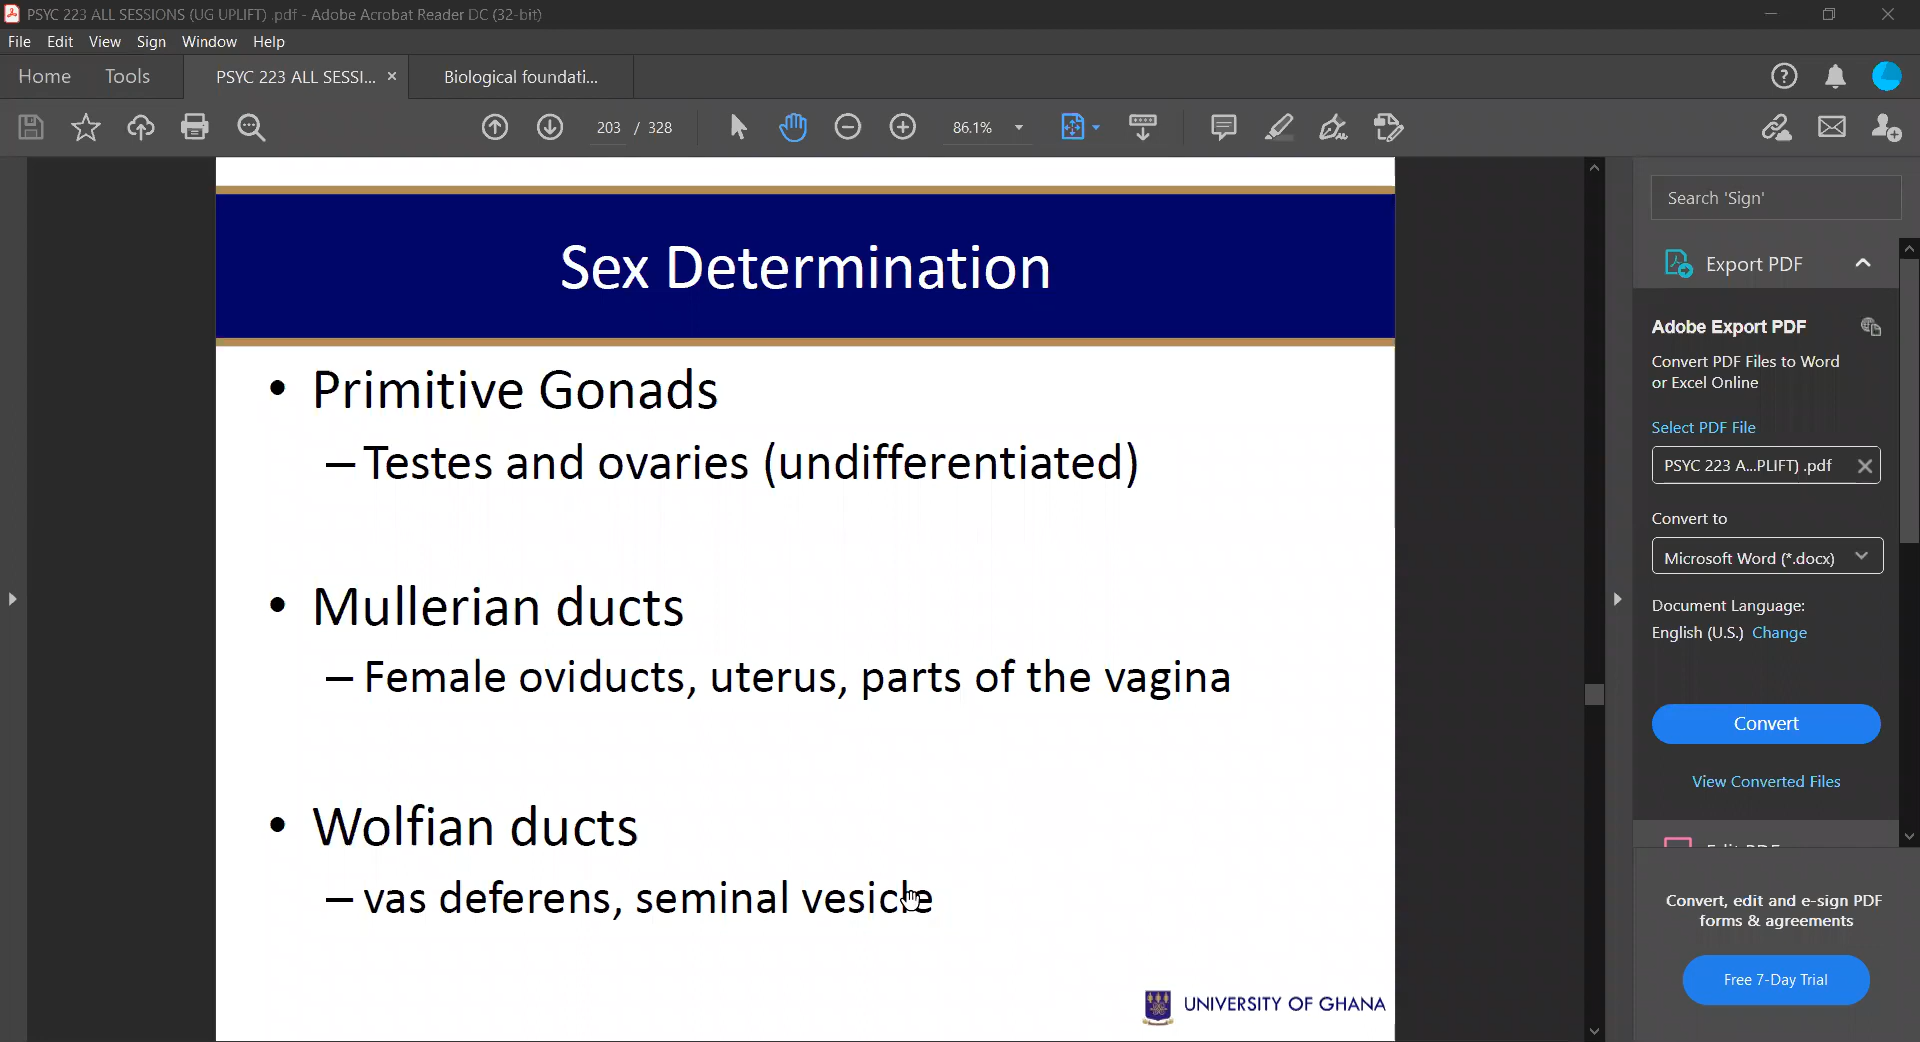 PSYC 223 ALL SESSIONS (UG UPLIFT) .pdf - Adobe Acrobat Reader DC (32-bit)
File Edit View Sign Window Help
Home Tools PSYC 223 ALL SESSI... × Biological foundati...
203 / 328 86.1%
Search 'Sign'
Sex Determination
• Primitive Gonads
– Testes and ovaries (undifferentiated)
• Mullerian ducts
– Female oviducts, uterus, parts of the vagina
• Wolfian ducts
– vas deferens, seminal vesicle
UNIVERSITY OF GHANA
Export PDF
Adobe Export PDF
Convert PDF Files to Word
or Excel Online
Select PDF File
PSYC 223 A...PLIFT) .pdf
Convert to
Microsoft Word (*.docx)
Document Language:
English (U.S.) Change
Convert
View Converted Files
Convert, edit and e-sign PDF
forms & agreements
Free 7-Day Trial